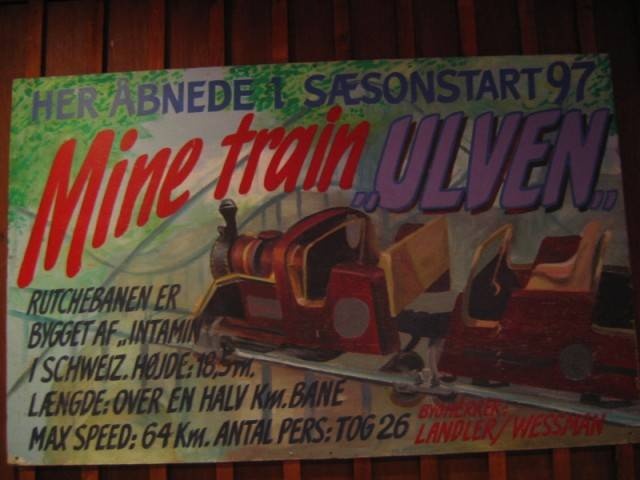 HER ÅBNEDE I SÆSONSTART 97
Mine train „ULVEN„
RUTCHEBANEN ER
BYGGET AF „INTAMIN
I SCHWEIZ. HØJDE: 18,5 m.
LÆNGDE: OVER EN HALV Km. BANE
MAX SPEED: 64 Km. ANTAL PERS: TOG 26
BYGHERRER:
LANDLER/WESSMAN